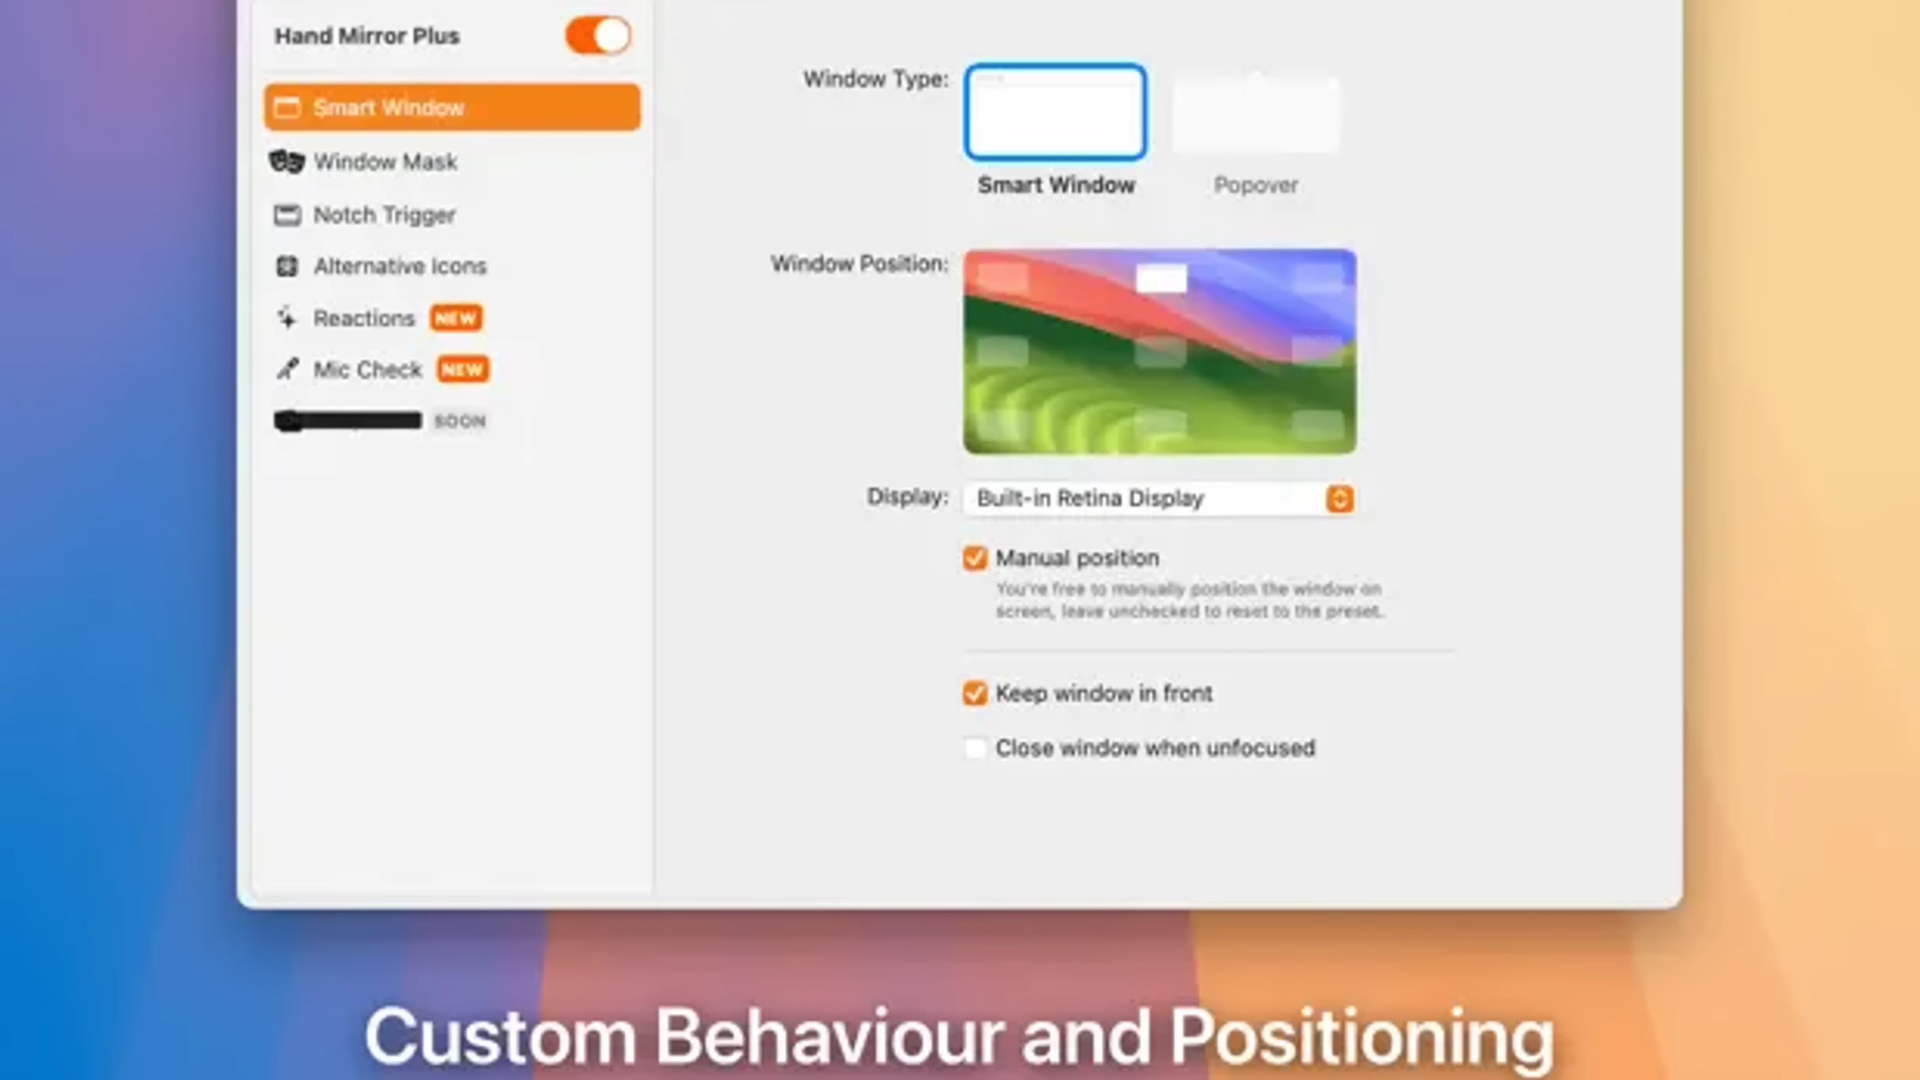 Hand Mirror Plus
Smart Window
Window Mask
Notch Trigger
Alternative Icons
Reactions NEW
Mic Check NEW
SOON
Window Type:
Smart Window
Popover
Window Position:
Display:
Built-in Retina Display
Manual position
You're free to manually position the window on
screen, leave unchecked to reset to the preset.
Keep window in front
Close window when unfocused
Custom Behaviour and Positioning